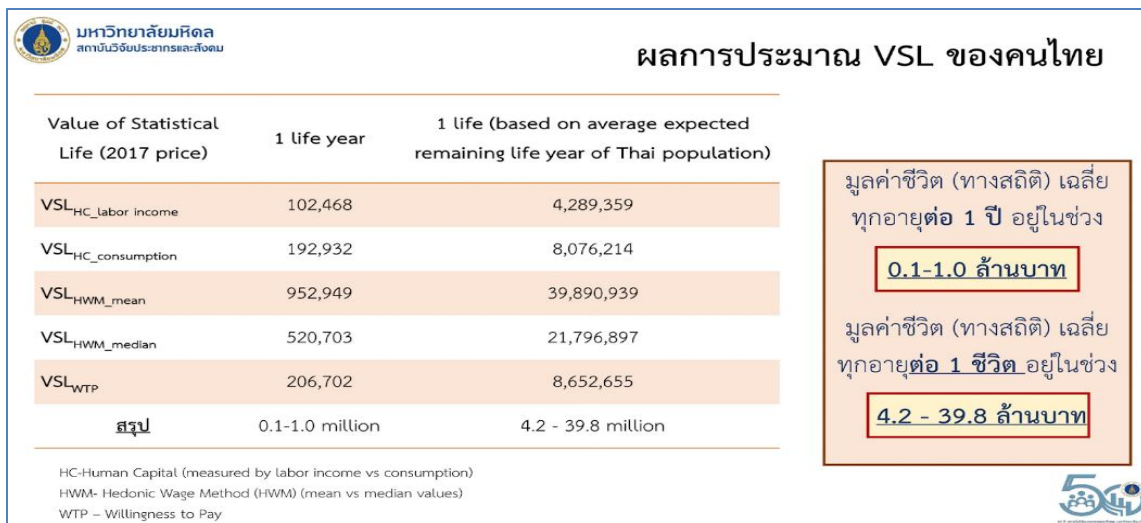 มหาวิทยาลัยมหิดล
สถาบันวิจัยประชากรและสังคม
ผลการประมาณ VSL ของคนไทย
Value of Statistical Life (2017 price) 1 life year 1 life (based on average expected remaining life year of Thai population)
VSLHC_labor income 102,468 4,289,359
VSLHC_consumption 192,932 8,076,214
VSLHWM_mean 952,949 39,890,939
VSLHWM_median 520,703 21,796,897
VSLWTP 206,702 8,652,655
สรุป 0.1-1.0 million 4.2 - 39.8 million
HC-Human Capital (measured by labor income vs consumption)
HWM- Hedonic Wage Method (HWM) (mean vs median values)
WTP – Willingness to Pay
มูลค่าชีวิต (ทางสถิติ) เฉลี่ย
ทุกอายุต่อ 1 ปี อยู่ในช่วง
0.1-1.0 ล้านบาท
มูลค่าชีวิต (ทางสถิติ) เฉลี่ย
ทุกอายุต่อ 1 ชีวิต อยู่ในช่วง
4.2 - 39.8 ล้านบาท